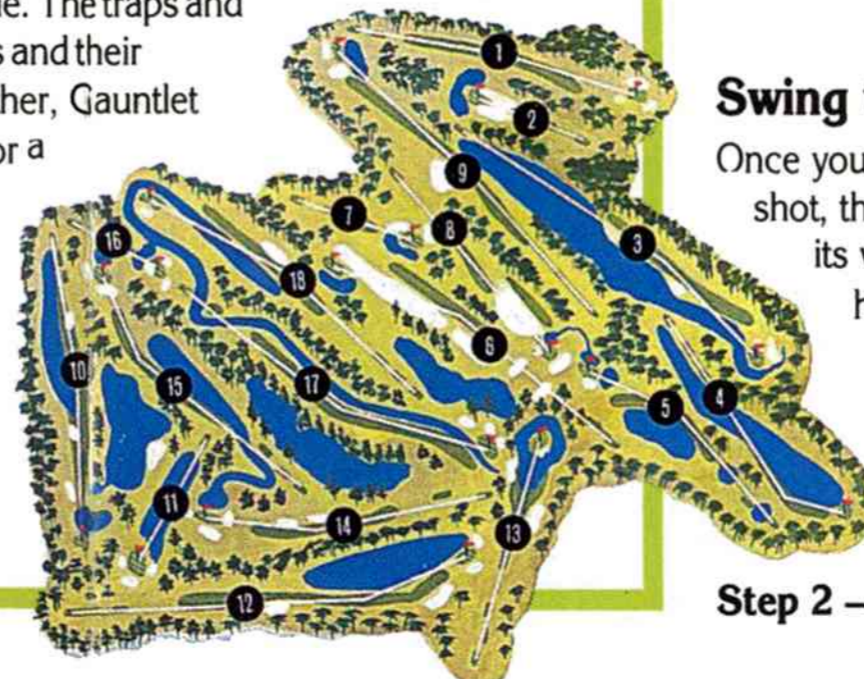 The traps and
and their
Gauntlet
or a
1
2
9
3
7
8
16
18
6
10
15
17
5
4
11
14
13
12
Swing
Once you
shot, th
its
Step 2 –